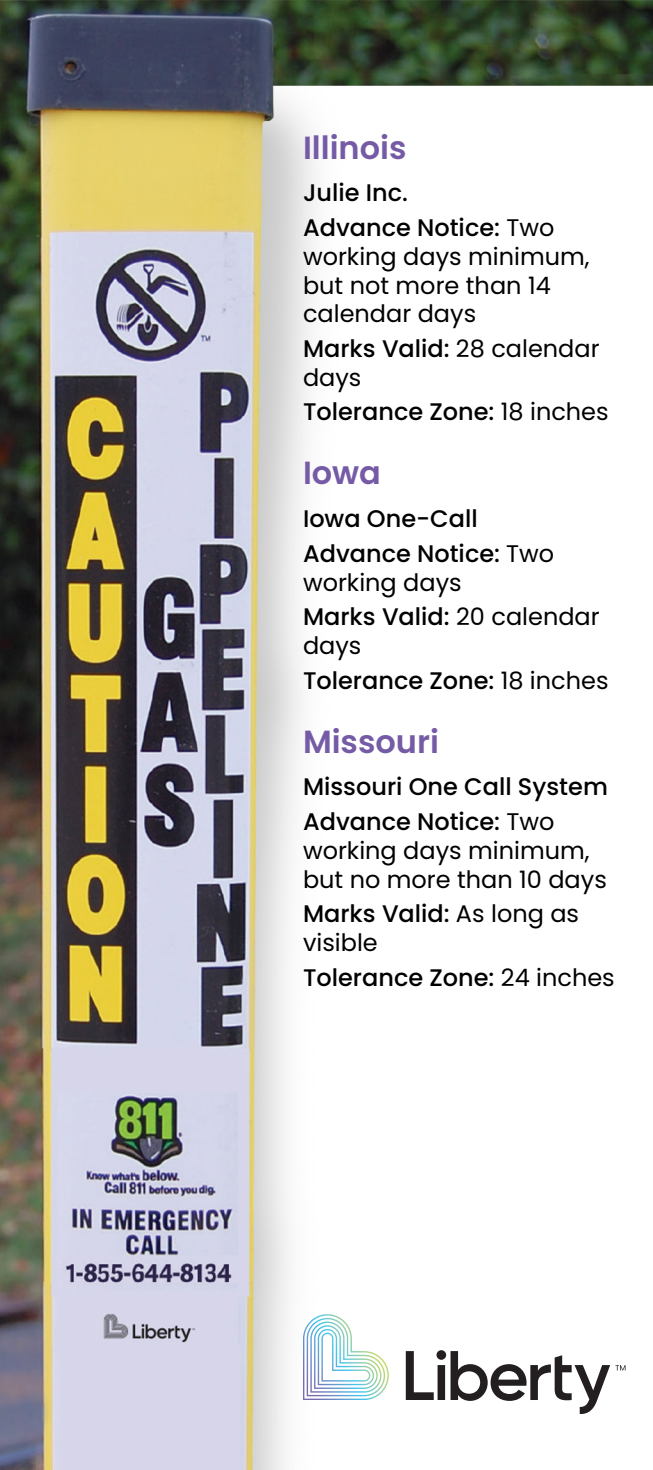 ™
CAUTION
GAS
PIPELINE
811
Know what's below.
Call 811 before you dig.
IN EMERGENCY
CALL
1-855-644-8134
Liberty
Illinois
Julie Inc.
Advance Notice: Two
working days minimum,
but not more than 14
calendar days
Marks Valid: 28 calendar
days
Tolerance Zone: 18 inches
Iowa
Iowa One-Call
Advance Notice: Two
working days
Marks Valid: 20 calendar
days
Tolerance Zone: 18 inches
Missouri
Missouri One Call System
Advance Notice: Two
working days minimum,
but no more than 10 days
Marks Valid: As long as
visible
Tolerance Zone: 24 inches
Liberty™